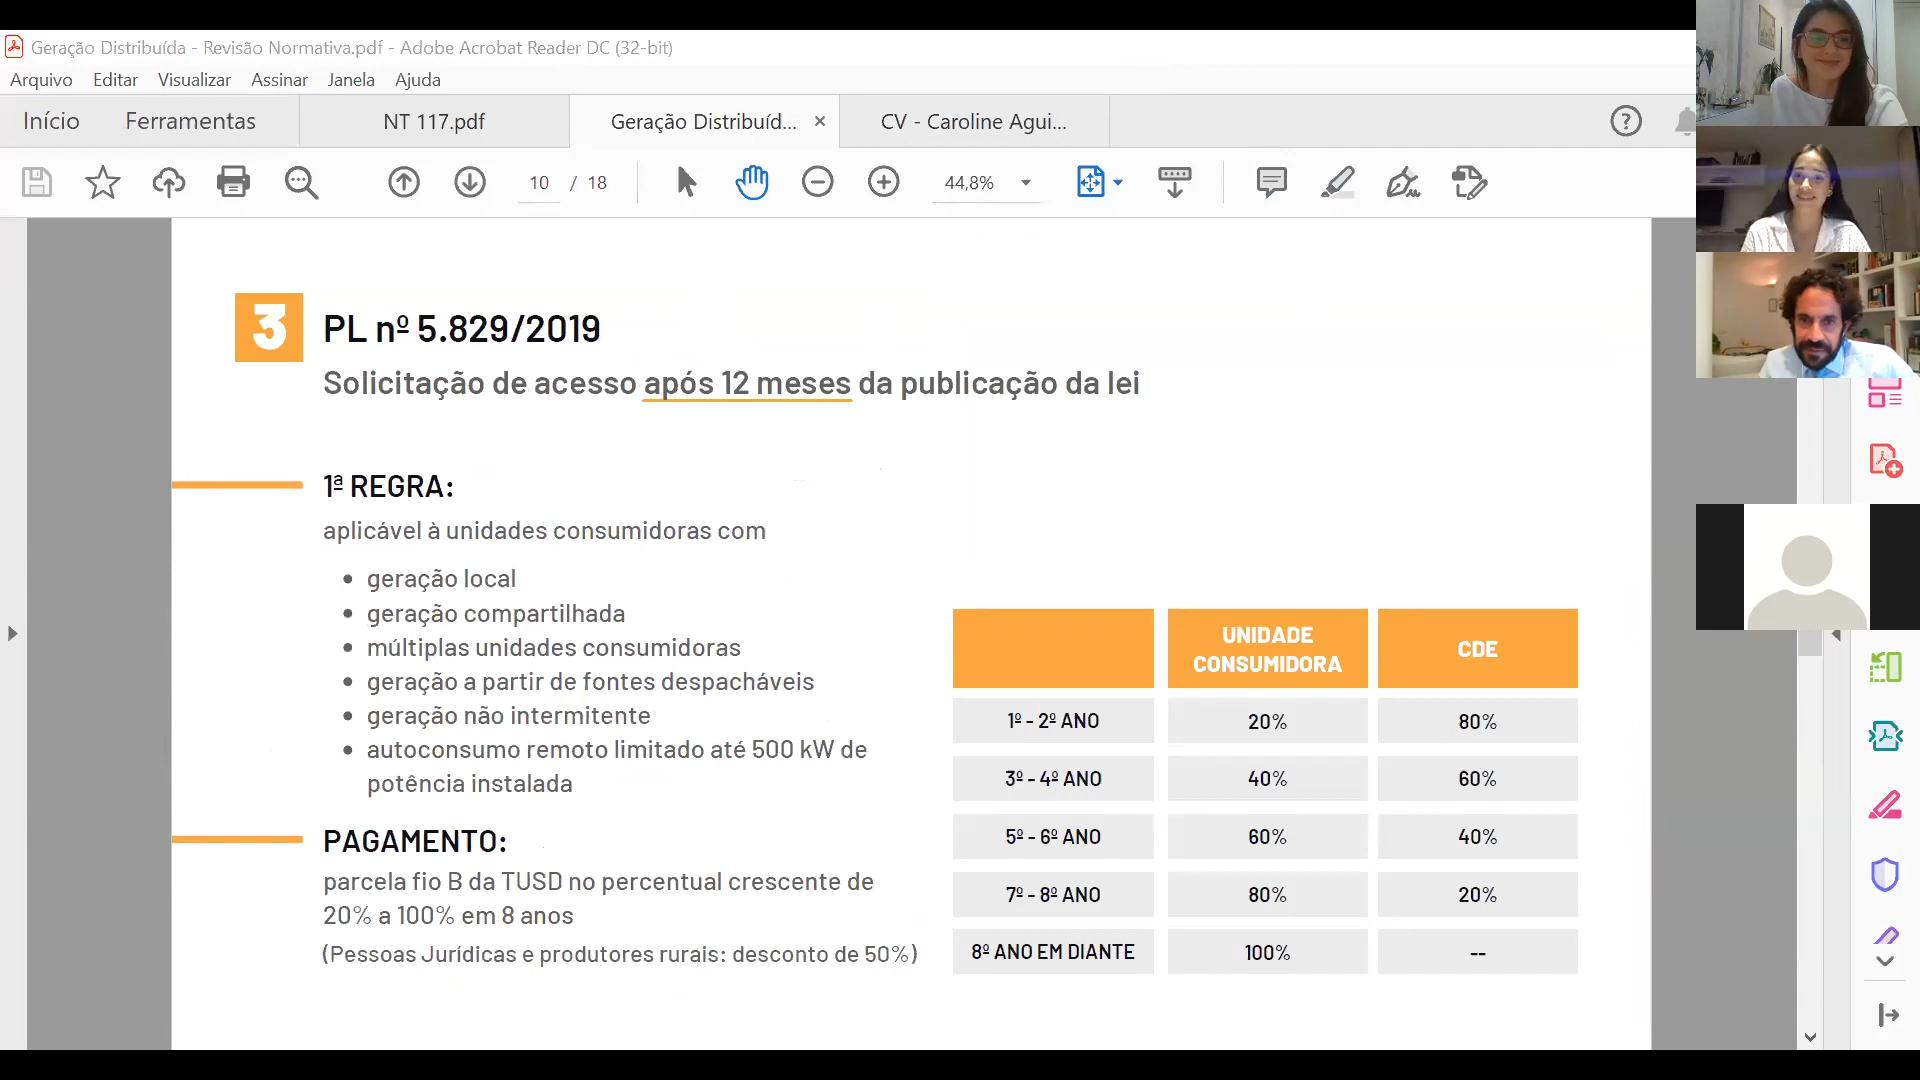 Geração Distribuída - Revisão Normativa.pdf - Adobe Acrobat Reader DC (32-bit)
Arquivo Editar Visualizar Assinar Janela Ajuda
Início Ferramentas NT 117.pdf Geração Distribuíd... × CV - Caroline Agui...
10 / 18 44,8%
3 PL nº 5.829/2019
Solicitação de acesso após 12 meses da publicação da lei
1ª REGRA:
aplicável à unidades consumidoras com
• geração local
• geração compartilhada
• múltiplas unidades consumidoras
• geração a partir de fontes despacháveis
• geração não intermitente
• autoconsumo remoto limitado até 500 kW de
potência instalada
PAGAMENTO:
parcela fio B da TUSD no percentual crescente de
20% a 100% em 8 anos
(Pessoas Jurídicas e produtores rurais: desconto de 50%)
UNIDADE
CONSUMIDORA CDE
1º - 2º ANO 20% 80%
3º - 4º ANO 40% 60%
5º - 6º ANO 60% 40%
7º - 8º ANO 80% 20%
8º ANO EM DIANTE 100% --